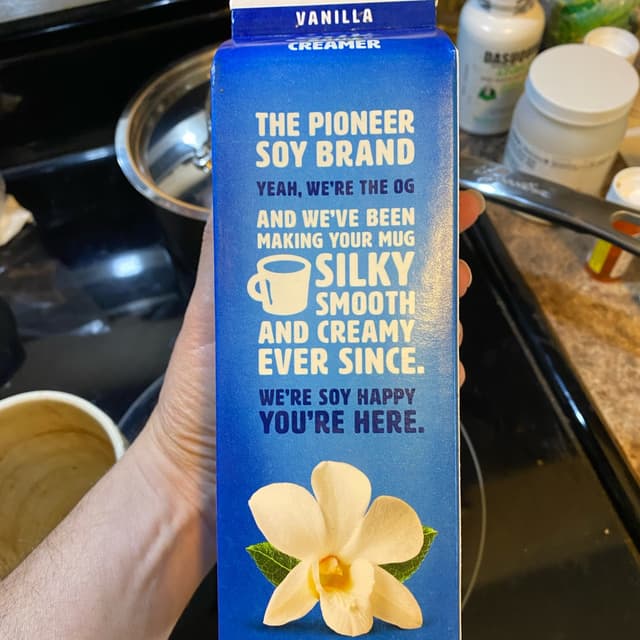 VANILLA
CREAMER
THE PIONEER
SOY BRAND
YEAH, WE'RE THE OG
AND WE'VE BEEN
MAKING YOUR MUG
SILKY
SMOOTH
AND CREAMY
EVER SINCE.
WE'RE SOY HAPPY
YOU'RE HERE.